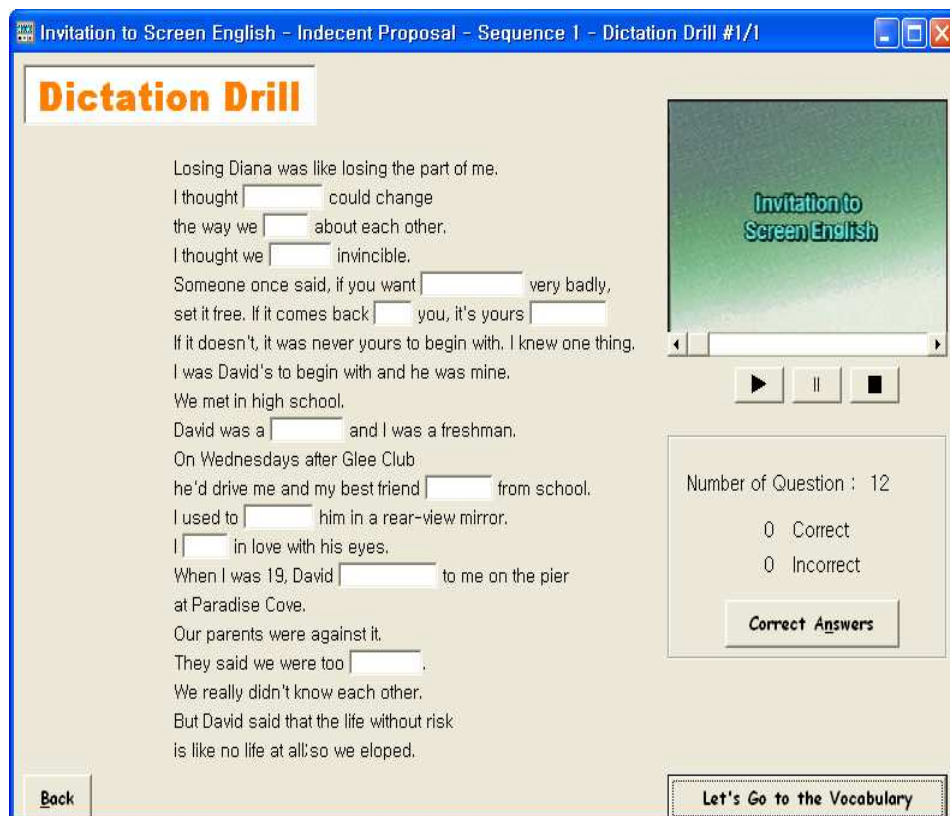 Invitation to Screen English - Indecent Proposal - Sequence 1 - Dictation Drill #1/1
Dictation Drill
Losing Diana was like losing the part of me.
I thought could change
the way we about each other.
I thought we invincible.
Someone once said, if you want very badly,
set it free. If it comes back you, it's yours
If it doesn't, it was never yours to begin with. I knew one thing.
I was David's to begin with and he was mine.
We met in high school.
David was a and I was a freshman.
On Wednesdays after Glee Club
he'd drive me and my best friend from school.
I used to him in a rear-view mirror.
I in love with his eyes.
When I was 19, David to me on the pier
at Paradise Cove.
Our parents were against it.
They said we were too .
We really didn't know each other.
But David said that the life without risk
is like no life at all;so we eloped.
Invitation to
Screen English
Number of Question : 12
0 Correct
0 Incorrect
Correct Answers
Back
Let's Go to the Vocabulary